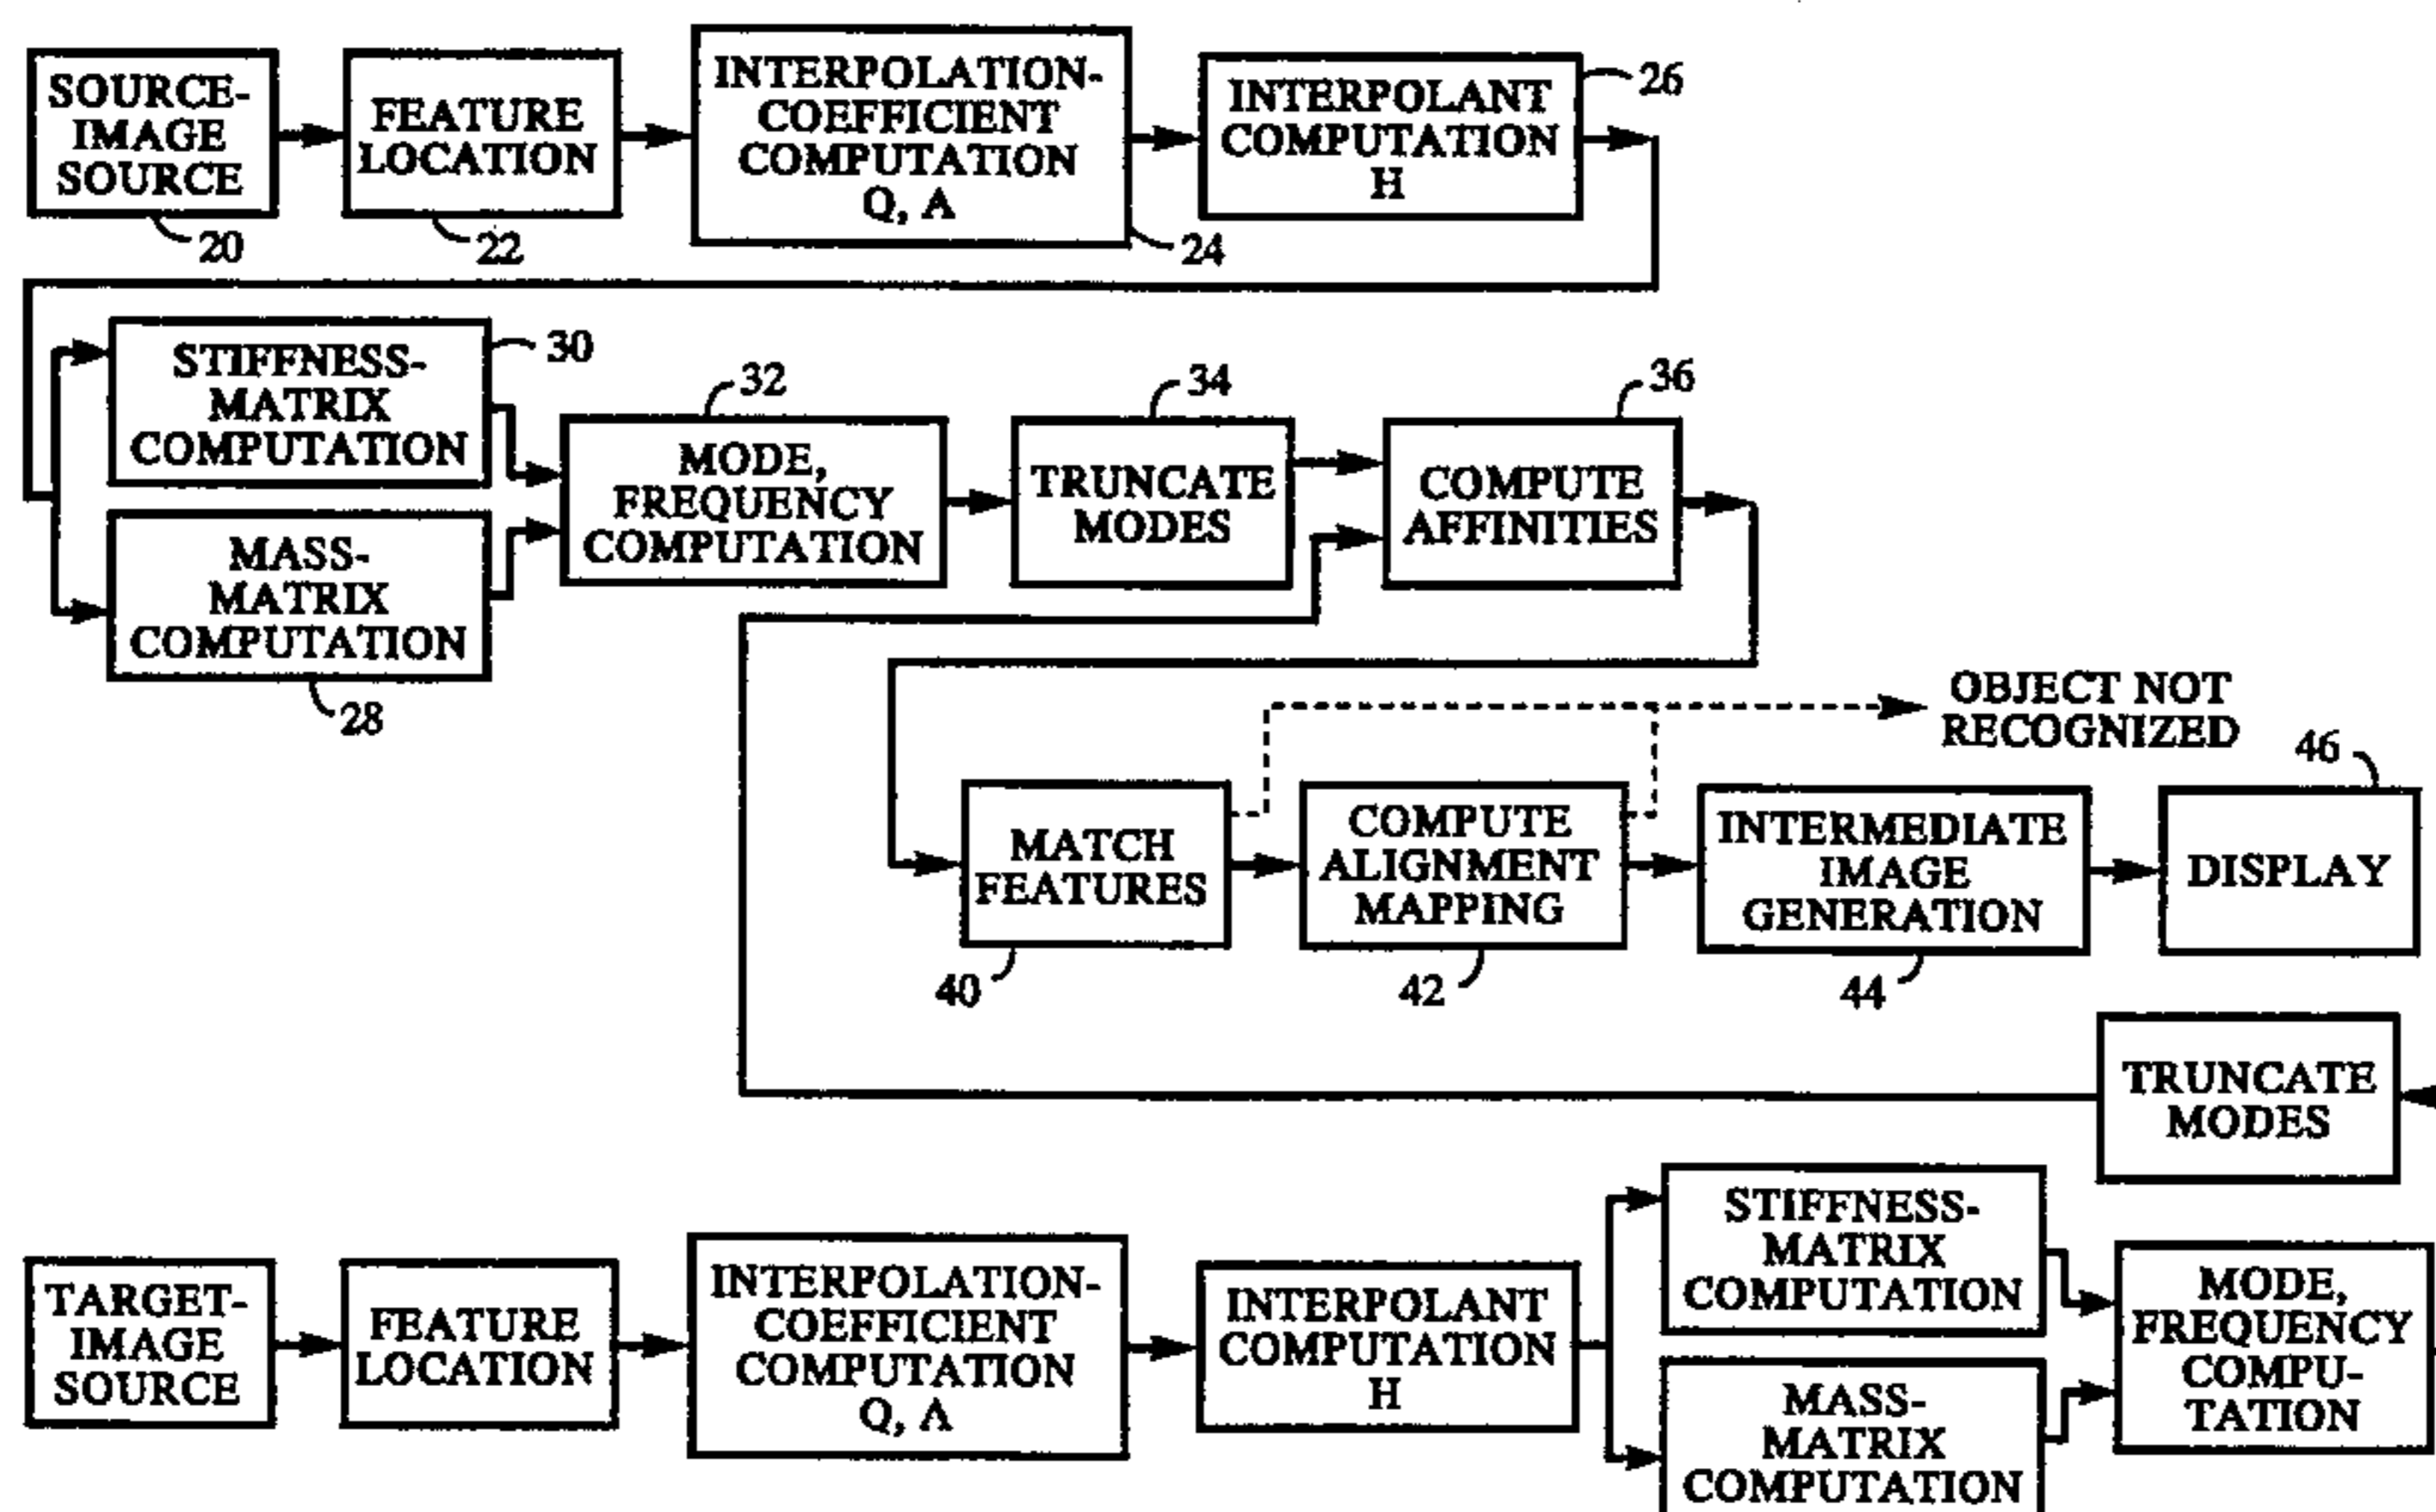 SOURCE-
IMAGE
SOURCE
20
FEATURE
LOCATION
22
INTERPOLATION-
COEFFICIENT
COMPUTATION
Q, A
24
INTERPOLANT
COMPUTATION
H
26
STIFFNESS-
MATRIX
COMPUTATION
30
MASS-
MATRIX
COMPUTATION
28
MODE,
FREQUENCY
COMPUTATION
32
TRUNCATE
MODES
34
COMPUTE
AFFINITIES
36
OBJECT NOT
RECOGNIZED
MATCH
FEATURES
40
COMPUTE
ALIGNMENT
MAPPING
42
INTERMEDIATE
IMAGE
GENERATION
44
DISPLAY
46
TRUNCATE
MODES
TARGET-
IMAGE
SOURCE
FEATURE
LOCATION
INTERPOLATION-
COEFFICIENT
COMPUTATION
Q, A
INTERPOLANT
COMPUTATION
H
STIFFNESS-
MATRIX
COMPUTATION
MASS-
MATRIX
COMPUTATION
MODE,
FREQUENCY
COMPU-
TATION